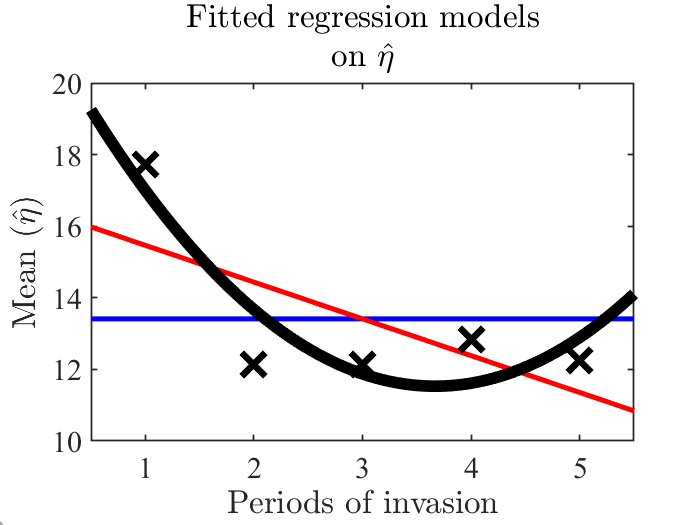 Fitted regression models
on η̂
20
18
16
14
12
10
Mean (η̂)
1 2 3 4 5
Periods of invasion